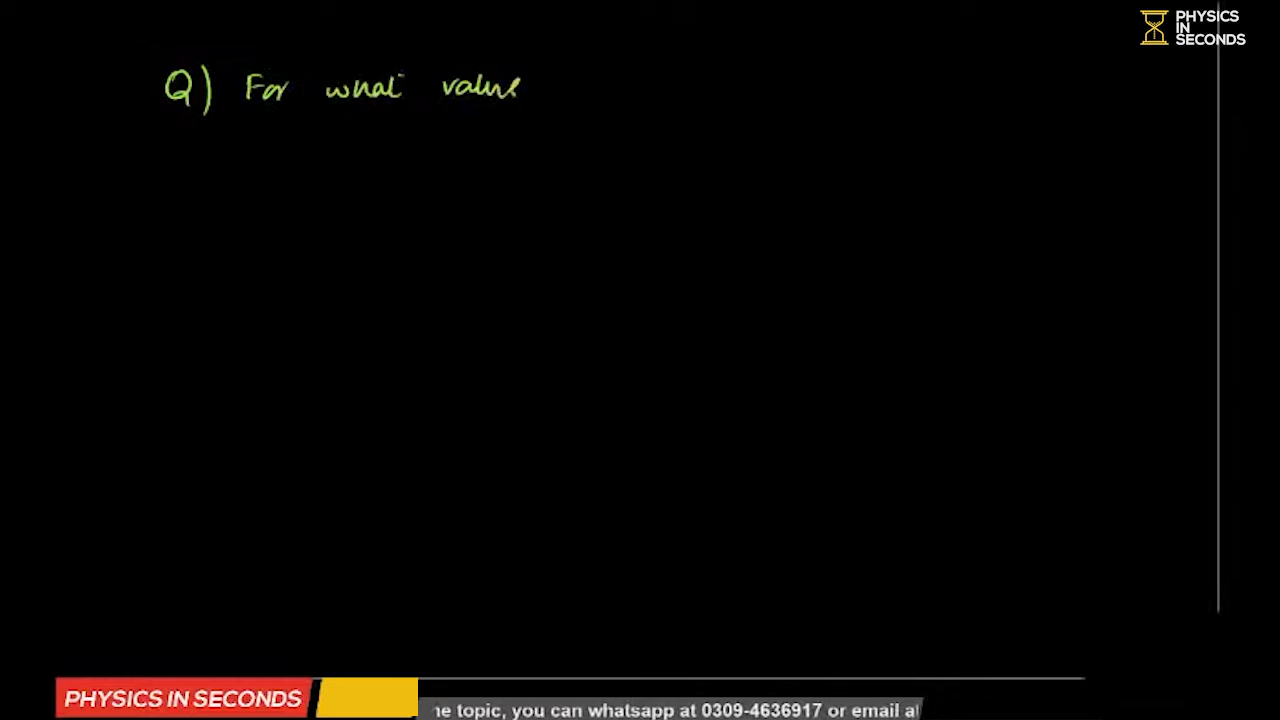 PHYSICS
IN
SECONDS
Q) For what value
PHYSICS IN SECONDS
he topic, you can whatsapp at 0309-4636917 or email at